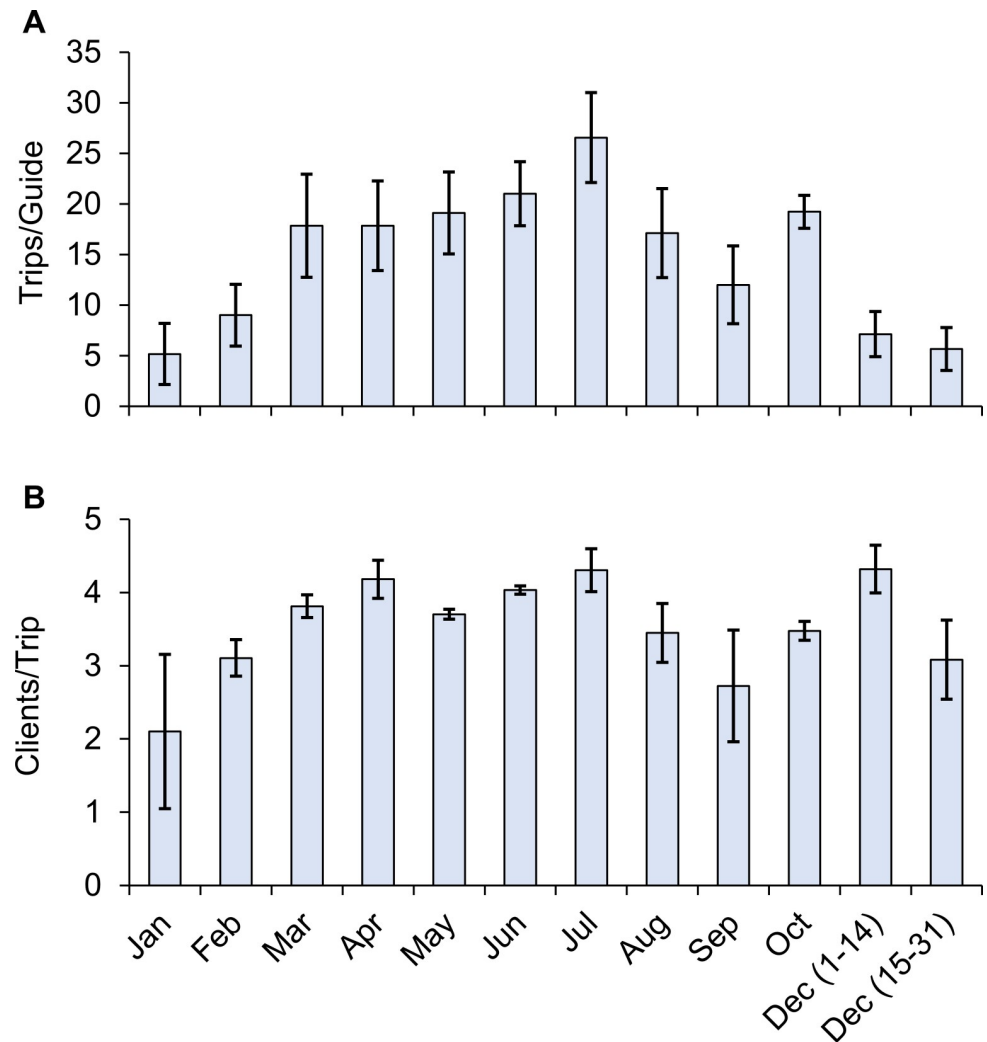 A
35
30
25
20
15
10
5
0
Trips/Guide
B
5
4
3
2
1
0
Clients/Trip
Jan
Feb
Mar
Apr
May
Jun
Jul
Aug
Sep
Oct
Dec (1-14)
Dec (15-31)